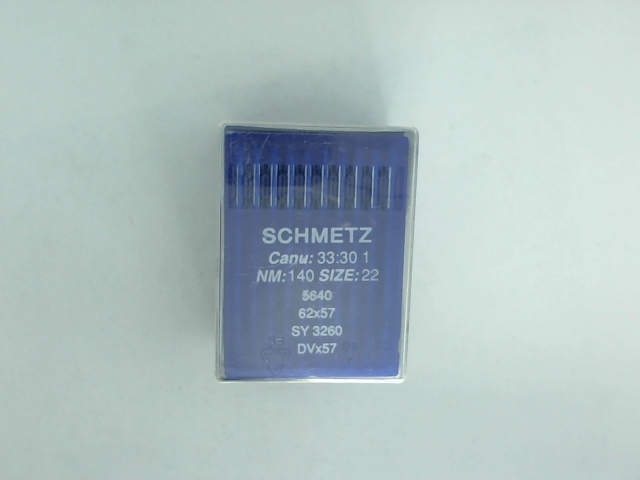 SCHMETZ
Canu: 33:30 1
NM:140 SIZE:22
5640
62x57
SY 3260
DVx57